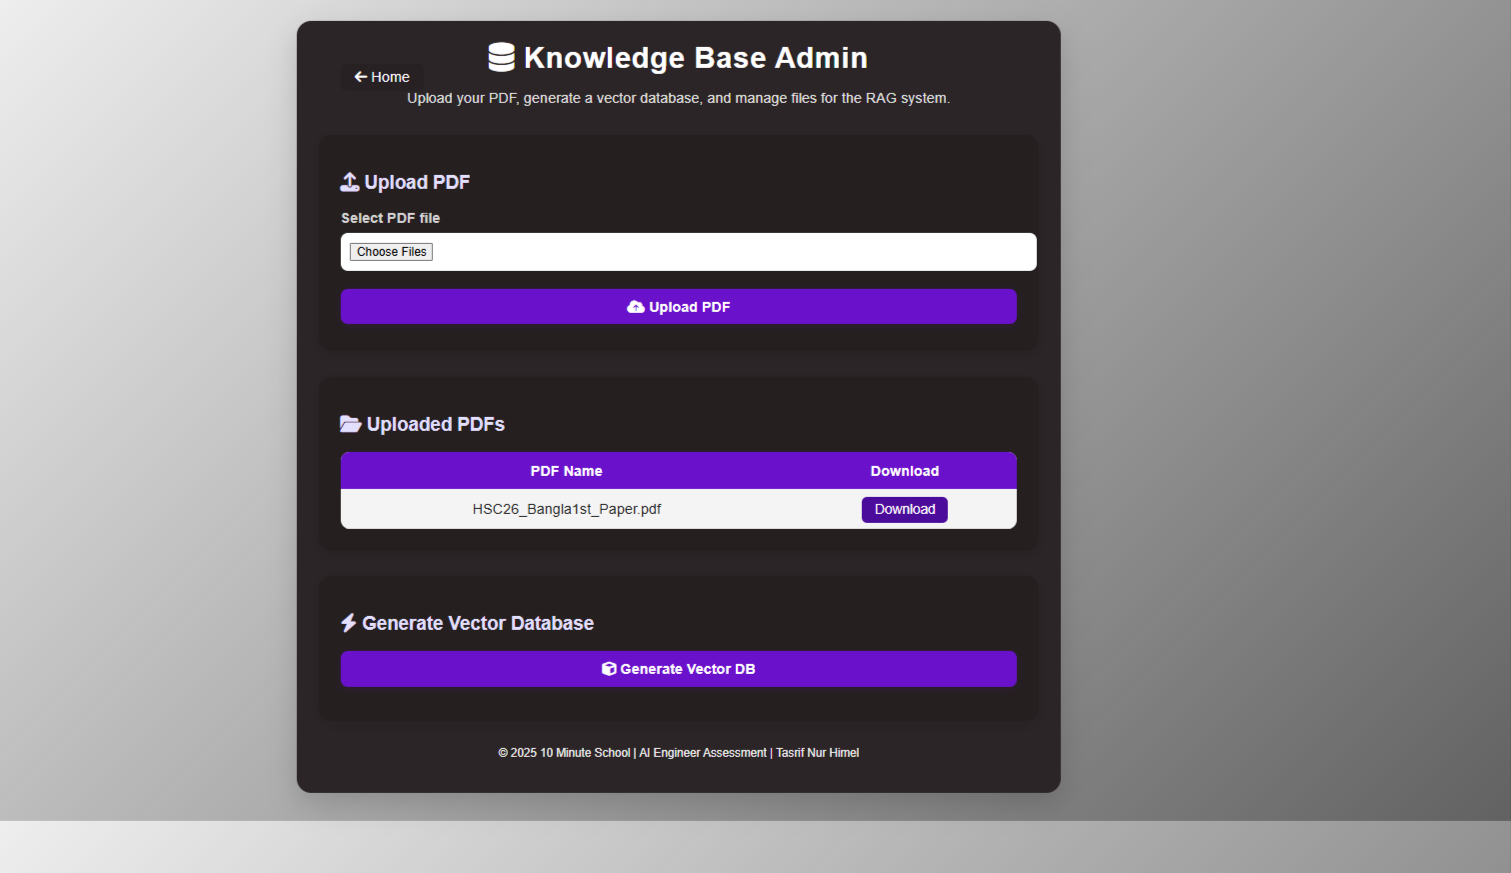 Knowledge Base Admin
Home
Upload your PDF, generate a vector database, and manage files for the RAG system.
Upload PDF
Select PDF file
Choose Files
Upload PDF
Uploaded PDFs
PDF Name Download
HSC26_Bangla1st_Paper.pdf Download
Generate Vector Database
Generate Vector DB
© 2025 10 Minute School | AI Engineer Assessment | Tasrif Nur Himel